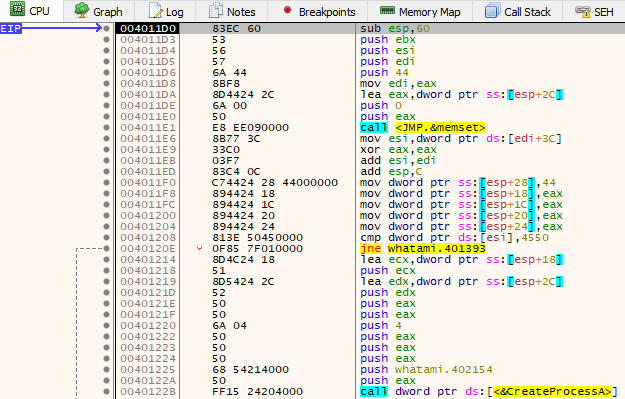 32 CPU Graph Log Notes Breakpoints Memory Map Call Stack SEH
EIP 004011D0 83EC 60 sub esp,60
004011D3 53 push ebx
004011D4 56 push esi
004011D5 57 push edi
004011D6 6A 44 push 44
004011D8 8BF8 mov edi,eax
004011DA 8D4424 2C lea eax,dword ptr ss:[esp+2C]
004011DE 6A 00 push 0
004011E0 50 push eax
004011E1 E8 EE090000 call <JMP.&memset>
004011E6 8B77 3C mov esi,dword ptr ds:[edi+3C]
004011E9 33C0 xor eax,eax
004011EB 03F7 add esi,edi
004011ED 83C4 0C add esp,C
004011F0 C74424 28 44000000 mov dword ptr ss:[esp+28],44
004011F8 894424 18 mov dword ptr ss:[esp+18],eax
004011FC 894424 1C mov dword ptr ss:[esp+1C],eax
00401200 894424 20 mov dword ptr ss:[esp+20],eax
00401204 894424 24 mov dword ptr ss:[esp+24],eax
00401208 813E 50450000 cmp dword ptr ds:[esi],4550
0040120E 0F85 7F010000 jne whatami.401393
00401214 8D4C24 18 lea ecx,dword ptr ss:[esp+18]
00401218 51 push ecx
00401219 8D5424 2C lea edx,dword ptr ss:[esp+2C]
0040121D 52 push edx
0040121E 50 push eax
0040121F 50 push eax
00401220 6A 04 push 4
00401222 50 push eax
00401223 50 push eax
00401224 50 push eax
00401225 68 54214000 push whatami.402154
0040122A 50 push eax
0040122B FF15 24204000 call dword ptr ds:[<&CreateProcessA>]